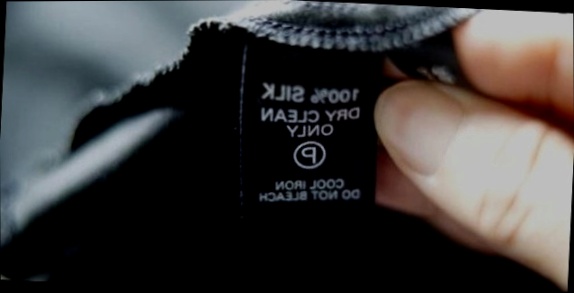 100% SILK
DRY CLEAN
ONLY
P
COOL IRON
DO NOT BLEACH